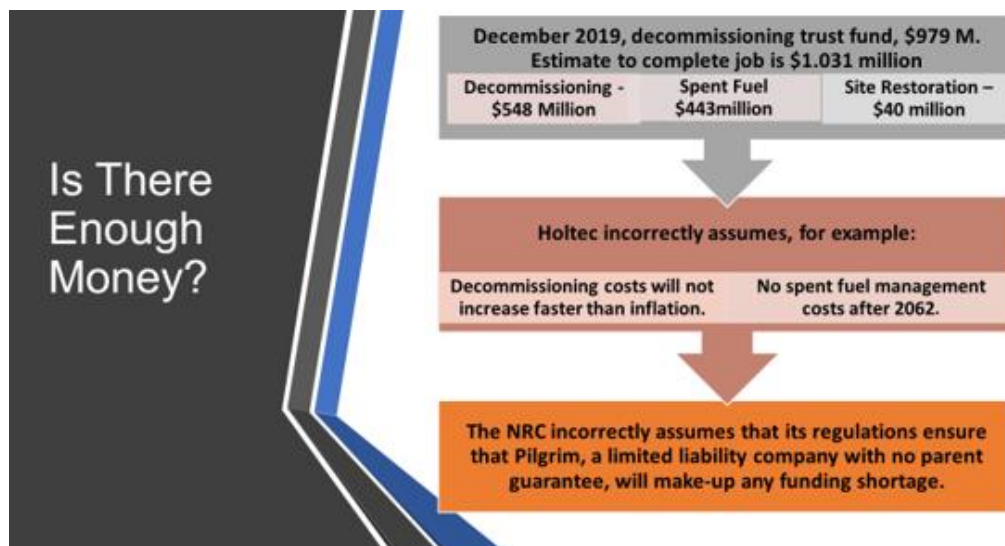 Is There
Enough
Money?
December 2019, decommissioning trust fund, $979 M.
Estimate to complete job is $1.031 million
Decommissioning -
$548 Million
Spent Fuel
$443million
Site Restoration –
$40 million
Holtec incorrectly assumes, for example:
Decommissioning costs will not
increase faster than inflation.
No spent fuel management
costs after 2062.
The NRC incorrectly assumes that its regulations ensure
that Pilgrim, a limited liability company with no parent
guarantee, will make-up any funding shortage.